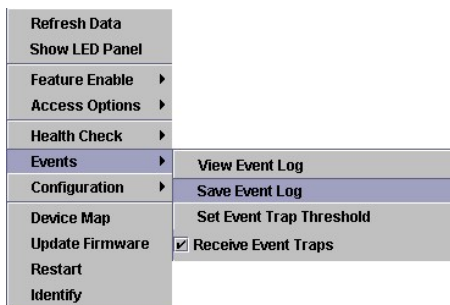 Refresh Data
Show LED Panel
Feature Enable
Access Options
Health Check
Events
Configuration
Device Map
Update Firmware
Restart
Identify
View Event Log
Save Event Log
Set Event Trap Threshold
Receive Event Traps